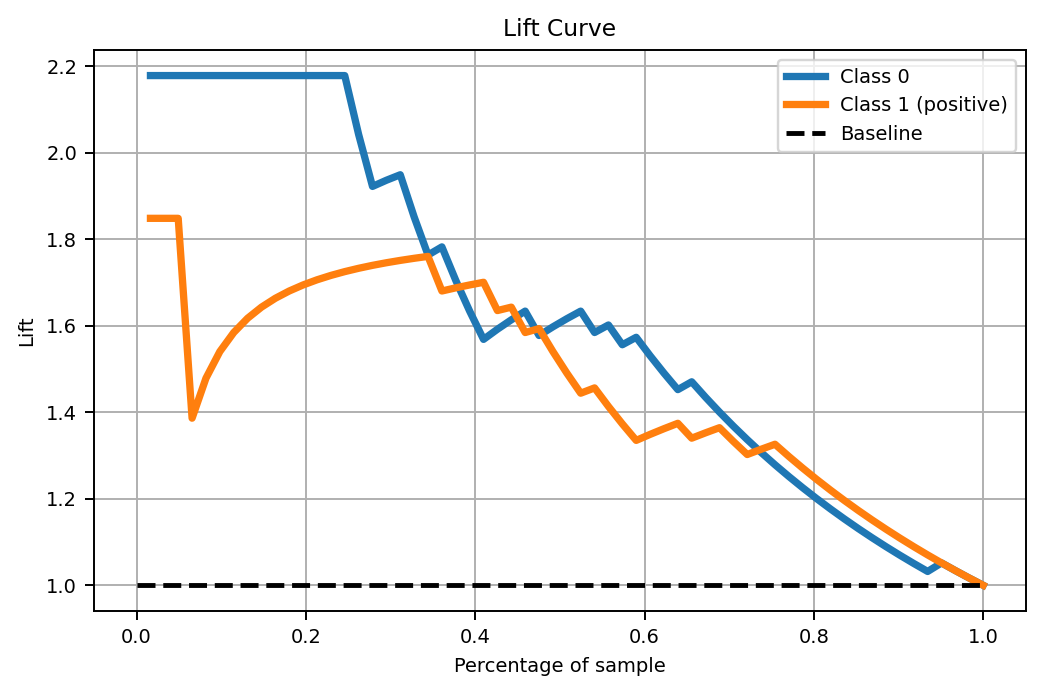 Lift Curve
Lift
2.2
2.0
1.8
1.6
1.4
1.2
1.0
Class 0
Class 1 (positive)
Baseline
0.0 0.2 0.4 0.6 0.8 1.0
Percentage of sample